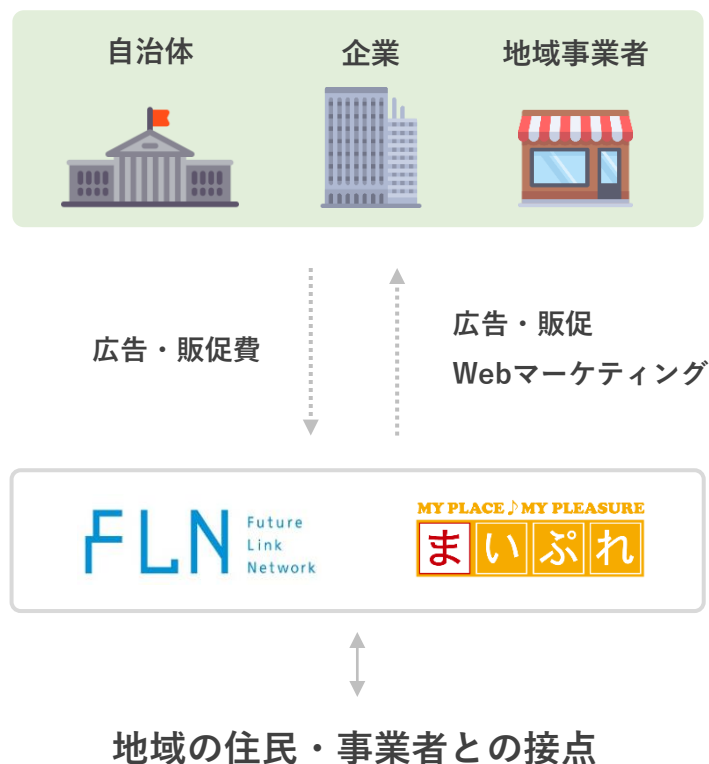 自治体
企業
地域事業者
広告・販促費
広告・販促
Webマーケティング
FLN
Future
Link
Network
MY PLACE♪MY PLEASURE
まいぷれ
地域の住民・事業者との接点